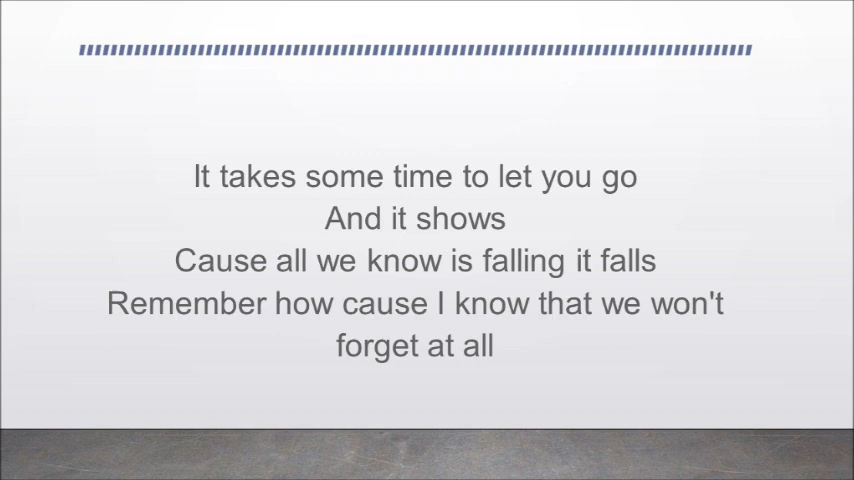 It takes some time to let you go
And it shows
Cause all we know is falling it falls
Remember how cause I know that we won't
forget at all